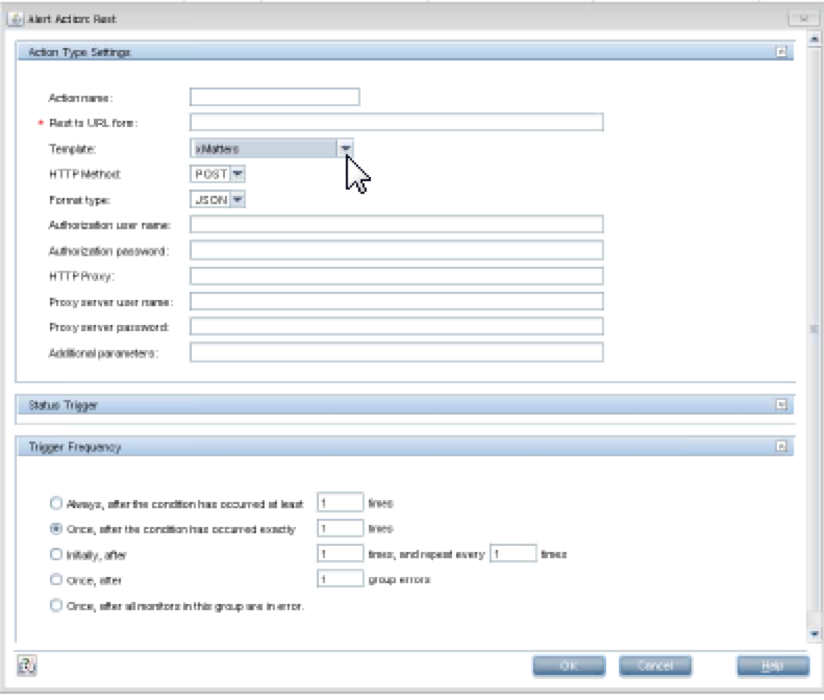 Alert Action: Rest
Action Type Settings
Action name:
* Rest to URL form:
Template: xMatters
HTTP Method: POST
Format type: JSON
Authorization user name:
Authorization password:
HTTP Proxy:
Proxy server user name:
Proxy server password:
Additional parameters:
Status Trigger
Trigger Frequency
Always, after the condition has occurred at least 1 times
Once, after the condition has occurred exactly 1 times
Initially, after 1 times, and repeat every 1 times
Once, after 1 group errors
Once, after all monitors in this group are in error.
OK Cancel Help